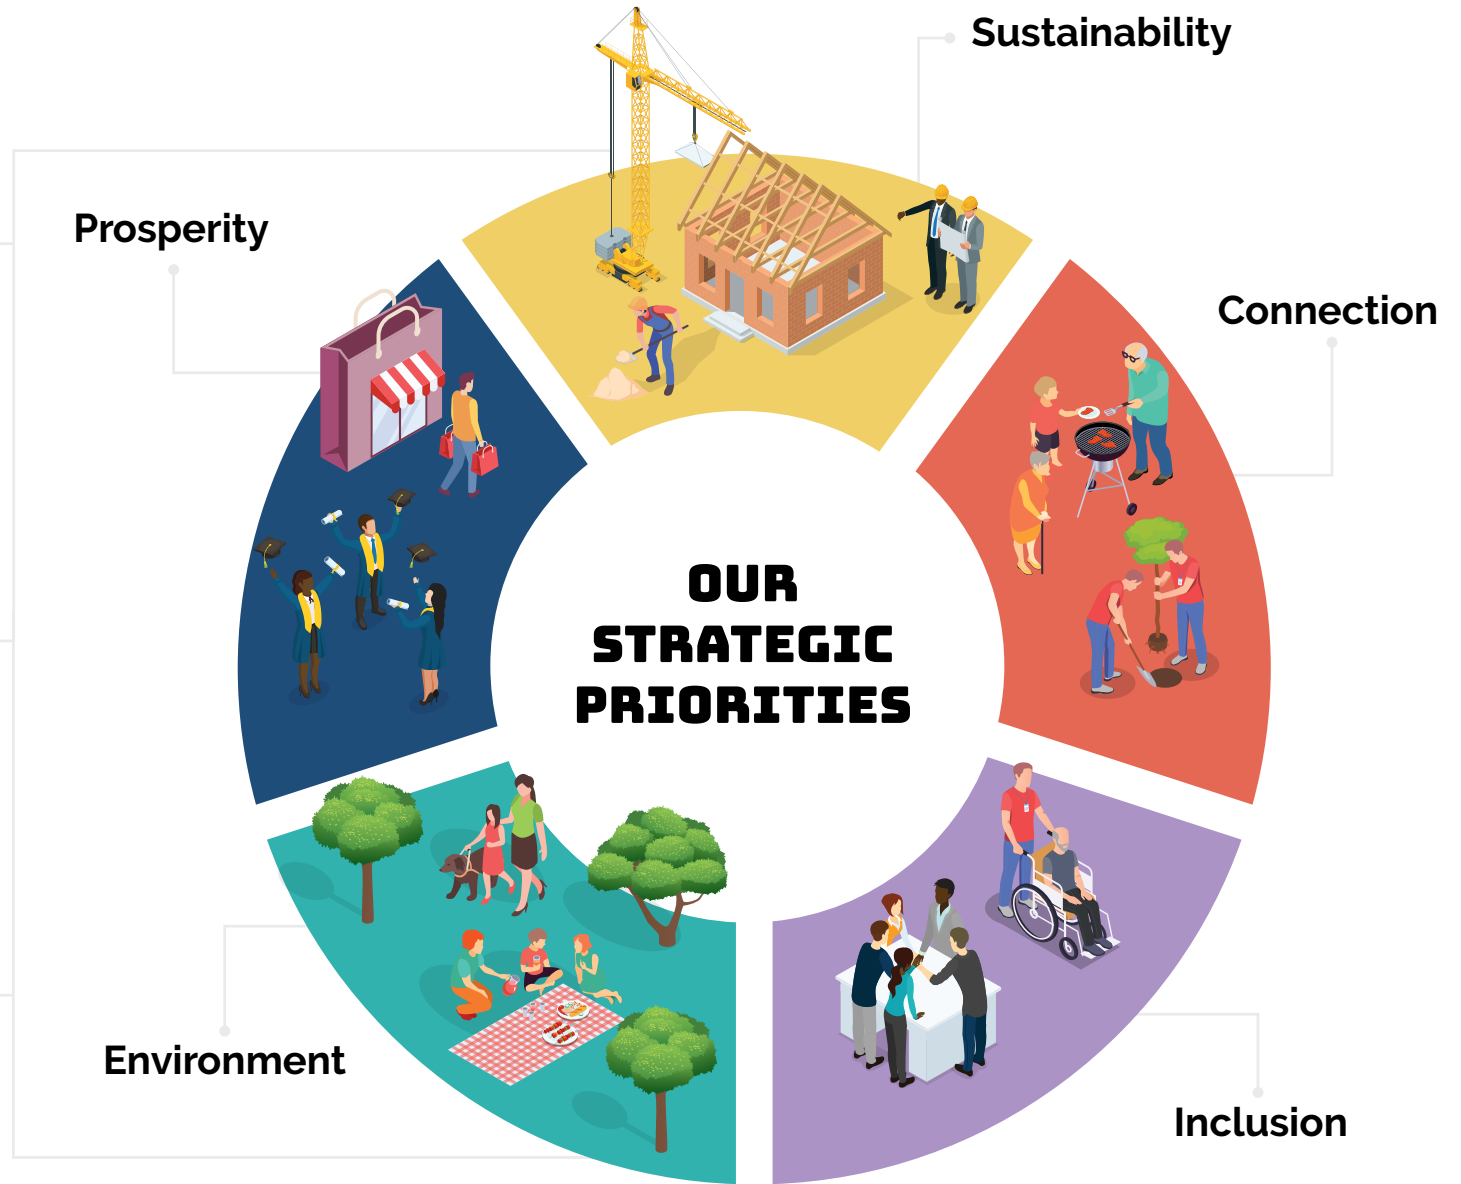 Sustainability
Prosperity
Connection
OUR
STRATEGIC
PRIORITIES
Environment
Inclusion